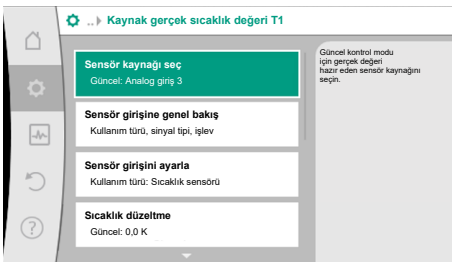 ..▸ Kaynak gerçek sıcaklık değeri T1
Sensör kaynağı seç
Güncel: Analog giriş 3
Sensör girişine genel bakış
Kullanım türü, sinyal tipi, işlev
Sensör girişini ayarla
Kullanım türü: Sıcaklık sensörü
Sıcaklık düzeltme
Güncel: 0,0 K
Güncel kontrol modu
için gerçek değeri
hazır eden sensör kaynağını
seçin.
?